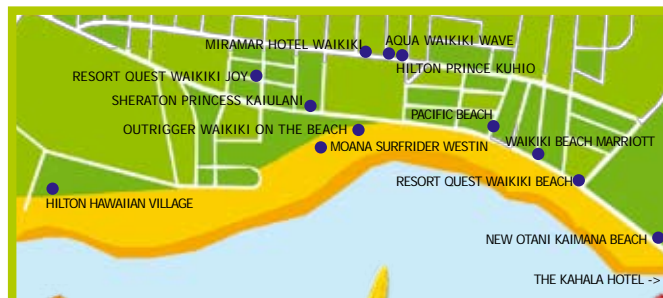 MIRAMAR HOTEL WAIKIKI
AQUA WAIKIKI WAVE
HILTON PRINCE KUHIO
RESORT QUEST WAIKIKI JOY
SHERATON PRINCESS KAIULANI
PACIFIC BEACH
OUTRIGGER WAIKIKI ON THE BEACH
WAIKIKI BEACH MARRIOTT
MOANA SURFRIDER WESTIN
RESORT QUEST WAIKIKI BEACH
HILTON HAWAIIAN VILLAGE
NEW OTANI KAIMANA BEACH
THE KAHALA HOTEL ->